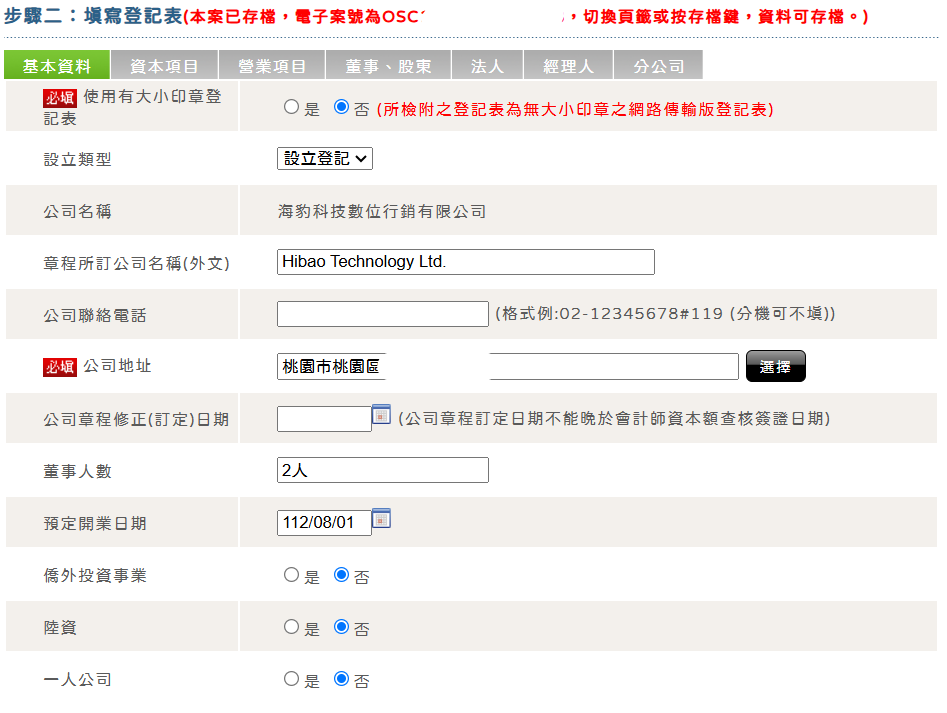 步驟二：填寫登記表(本案已存檔，電子案號為OSC ，切換頁籤或按存檔鍵，資料可存檔。)
基本資料 資本項目 營業項目 董事、股東 法人 經理人 分公司
必填 使用有大小印章登記表 是 否 (所檢附之登記表為無大小印章之網路傳輸版登記表)
設立類型 設立登記
公司名稱 海豹科技數位行銷有限公司
章程所訂公司名稱(外文) Hibao Technology Ltd.
公司聯絡電話 (格式例:02-12345678#119 (分機可不填))
必填 公司地址 桃園市桃園區 選擇
公司章程修正(訂定)日期 (公司章程訂定日期不能晚於會計師資本額查核簽證日期)
董事人數 2人
預定開業日期 112/08/01
僑外投資事業 是 否
陸資 是 否
一人公司 是 否